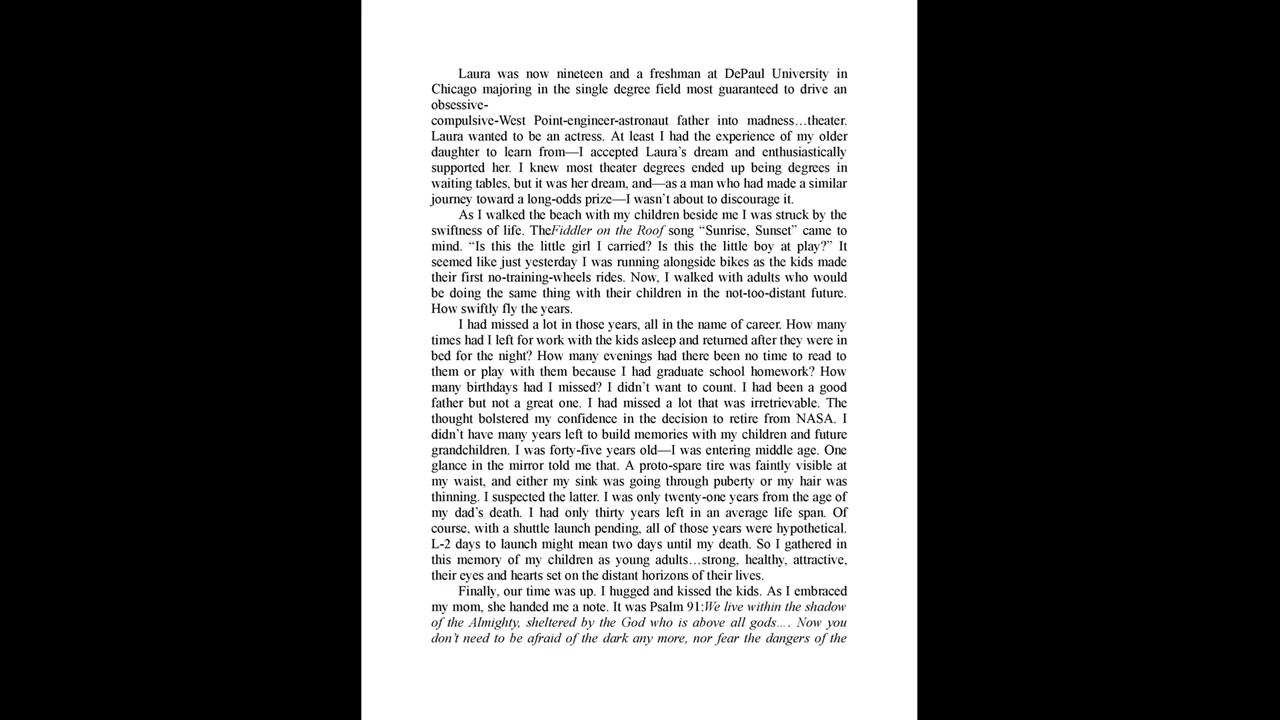 Laura was now nineteen and a freshman at DePaul University in
Chicago majoring in the single degree field most guaranteed to drive an
obsessive-
compulsive-West Point-engineer-astronaut father into madness…theater.
Laura wanted to be an actress. At least I had the experience of my older
daughter to learn from—I accepted Laura’s dream and enthusiastically
supported her. I knew most theater degrees ended up being degrees in
waiting tables, but it was her dream, and—as a man who had made a similar
journey toward a long-odds prize—I wasn’t about to discourage it.
As I walked the beach with my children beside me I was struck by the
swiftness of life. TheFiddler on the Roof song “Sunrise, Sunset” came to
mind. “Is this the little girl I carried? Is this the little boy at play?” It
seemed like just yesterday I was running alongside bikes as the kids made
their first no-training-wheels rides. Now, I walked with adults who would
be doing the same thing with their children in the not-too-distant future.
How swiftly fly the years.
I had missed a lot in those years, all in the name of career. How many
times had I left for work with the kids asleep and returned after they were in
bed for the night? How many evenings had there been no time to read to
them or play with them because I had graduate school homework? How
many birthdays had I missed? I didn’t want to count. I had been a good
father but not a great one. I had missed a lot that was irretrievable. The
thought bolstered my confidence in the decision to retire from NASA. I
didn’t have many years left to build memories with my children and future
grandchildren. I was forty-five years old—I was entering middle age. One
glance in the mirror told me that. A proto-spare tire was faintly visible at
my waist, and either my sink was going through puberty or my hair was
thinning. I suspected the latter. I was only twenty-one years from the age of
my dad’s death. I had only thirty years left in an average life span. Of
course, with a shuttle launch pending, all of those years were hypothetical.
L-2 days to launch might mean two days until my death. So I gathered in
this memory of my children as young adults…strong, healthy, attractive,
their eyes and hearts set on the distant horizons of their lives.
Finally, our time was up. I hugged and kissed the kids. As I embraced
my mom, she handed me a note. It was Psalm 91:We live within the shadow
of the Almighty, sheltered by the God who is above all gods…. Now you
don’t need to be afraid of the dark any more, nor fear the dangers of the